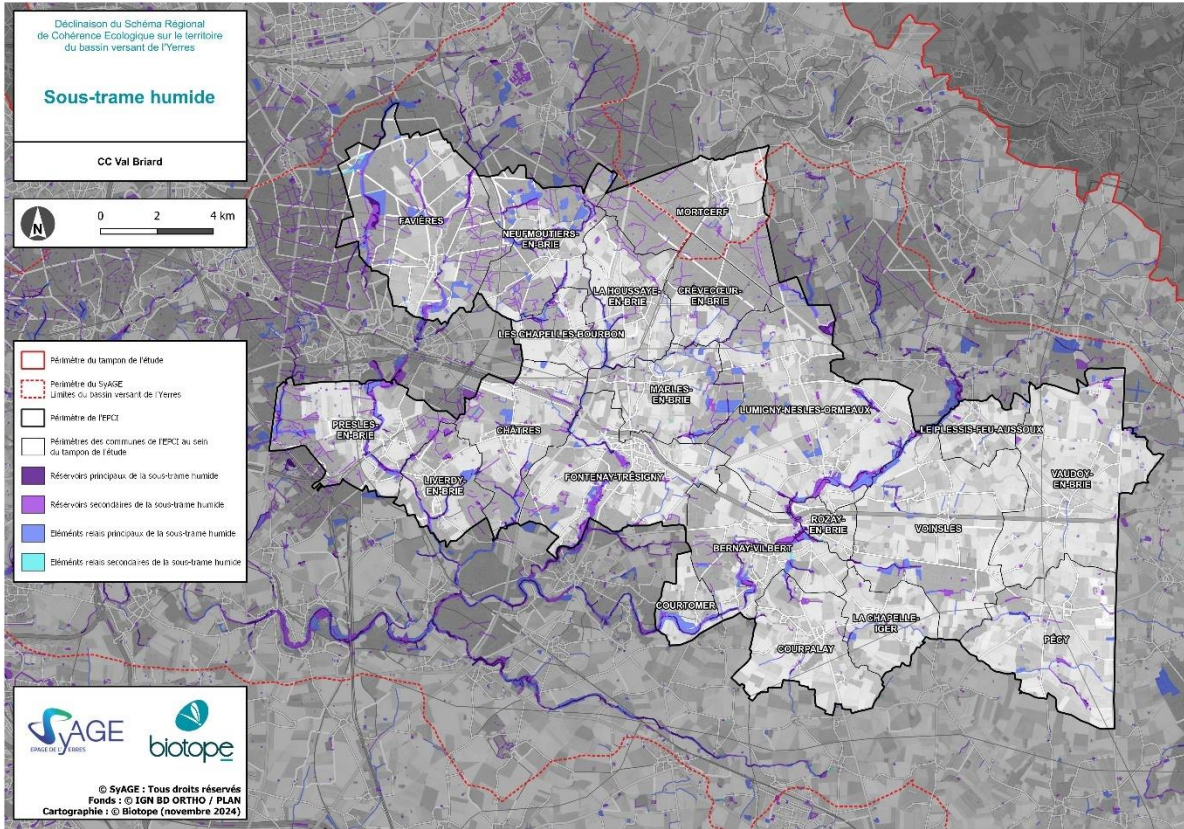 Déclinaison du Schéma Régional
de Cohérence Ecologique sur le territoire
du bassin versant de l'Yerres
Sous-trame humide
CC Val Briard
N
0 2 4 km
Périmètre du tampon de l'étude
Périmètre du SyAGE
Limites du bassin versant de l'Yerres
Périmètre de l'EPCI
Périmètres des communes de l'EPCI au sein
du tampon de l'étude
Réservoirs principaux de la sous-trame humide
Réservoirs secondaires de la sous-trame humide
Eléments relais principaux de la sous-trame humide
Eléments relais secondaires de la sous-trame humide
FAVIÈRES
NEUFMOUTIERS-
EN-BRIE
MORTCERF
LA HOUSSAYE-
EN-BRIE
CRÈVECŒUR-
EN-BRIE
LES CHAPELLES-BOURBON
MARLES-
EN-BRIE
LUMIGNY-NESLES-ORMEAUX
PRESLES-
EN-BRIE
CHÂTRES
LE PLESSIS-FEU-AUSSOUX
LIVERDY-
EN-BRIE
FONTENAY-TRÉSIGNY
VAUDOY-
EN-BRIE
ROZAY-
EN-BRIE
VOINSLES
BERNAY-VILBERT
COURTOMER
LA CHAPELLE-
IGER
COURPALAY
PÉCY
SyAGE
EPAGE DE L'YERRES
biotope
© SyAGE : Tous droits réservés
Fonds : © IGN BD ORTHO / PLAN
Cartographie : © Biotope (novembre 2024)